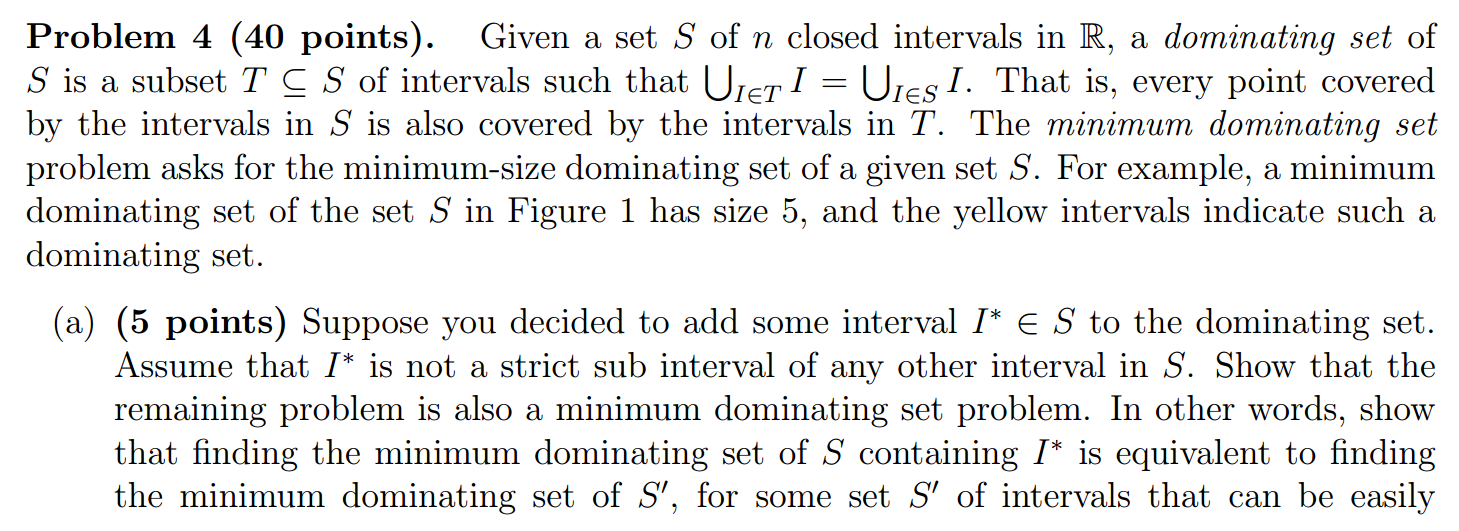 Problem 4 (40 points). Given a set S of n closed intervals in ℝ, a dominating set of
S is a subset T ⊆ S of intervals such that ⋃_{I∈T} I = ⋃_{I∈S} I. That is, every point covered
by the intervals in S is also covered by the intervals in T. The minimum dominating set
problem asks for the minimum-size dominating set of a given set S. For example, a minimum
dominating set of the set S in Figure 1 has size 5, and the yellow intervals indicate such a
dominating set.
(a) (5 points) Suppose you decided to add some interval I* ∈ S to the dominating set.
Assume that I* is not a strict sub interval of any other interval in S. Show that the
remaining problem is also a minimum dominating set problem. In other words, show
that finding the minimum dominating set of S containing I* is equivalent to finding
the minimum dominating set of S′, for some set S′ of intervals that can be easily